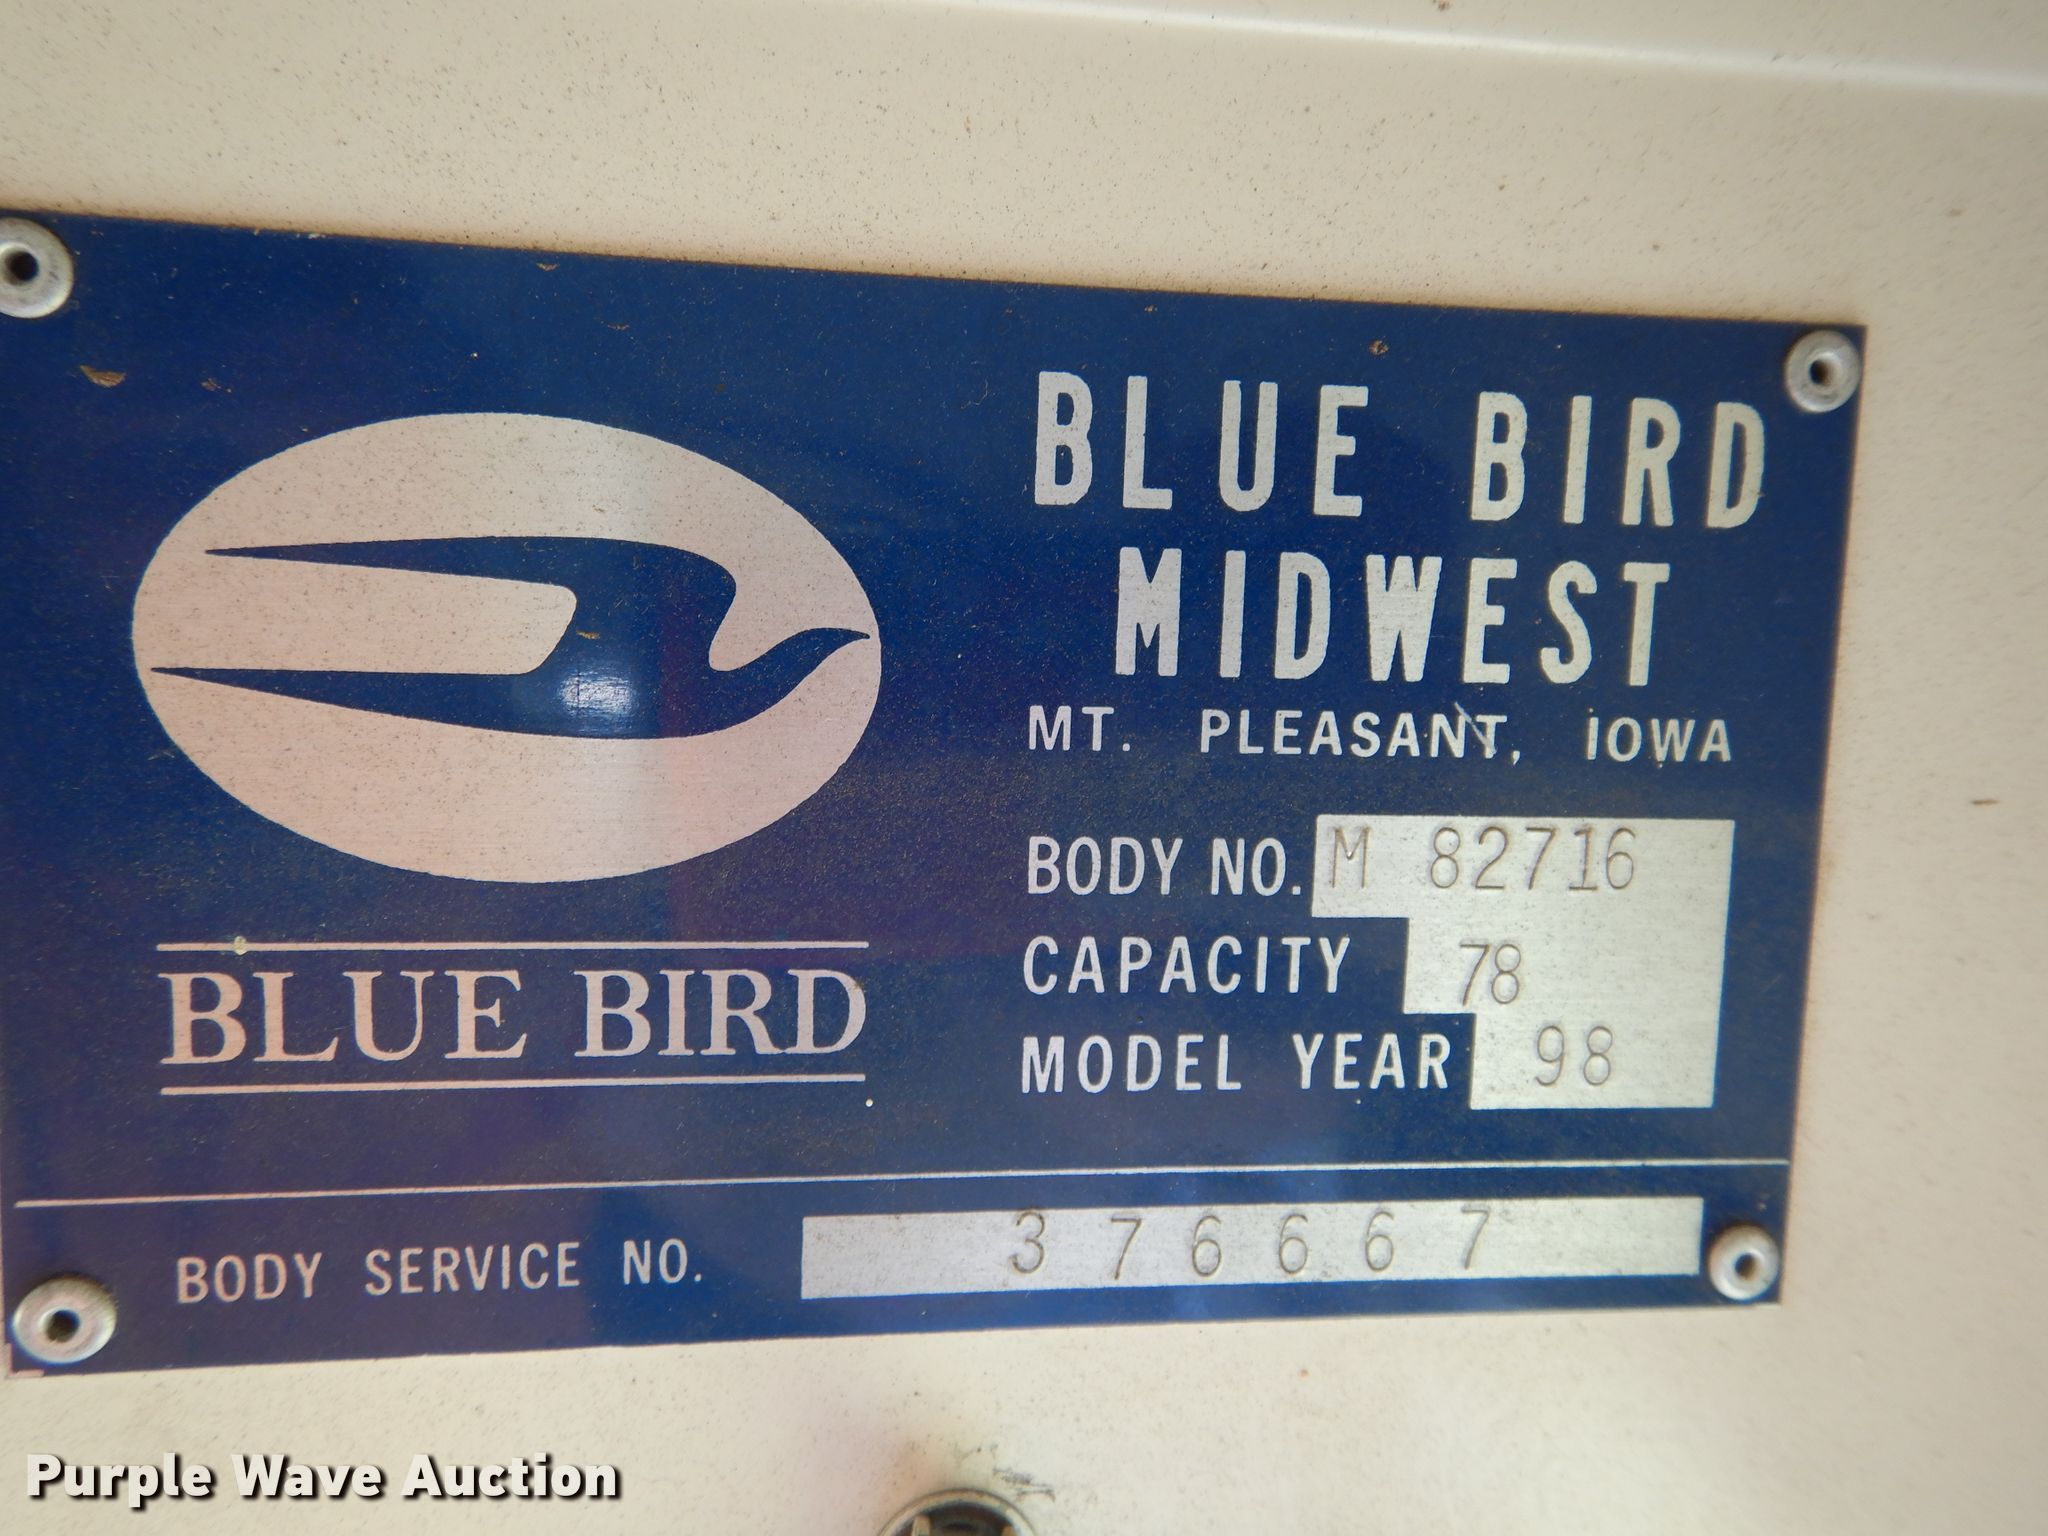 BLUE BIRD
MIDWEST
MT. PLEASANT, IOWA
BODY NO. M 82716
CAPACITY 78
MODEL YEAR 98
BLUE BIRD
BODY SERVICE NO. 376667
Purple Wave Auction